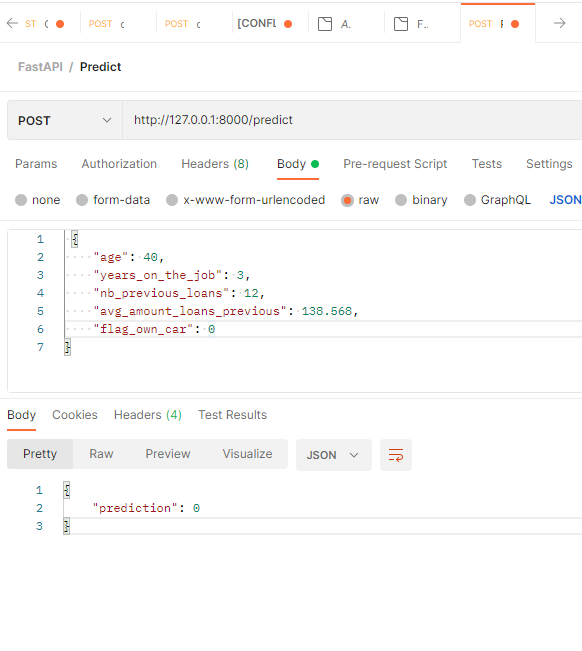 ST
POST
POST
[CONFL
POST
FastAPI / Predict
POST http://127.0.0.1:8000/predict
Params Authorization Headers (8) Body Pre-request Script Tests Settings
none form-data x-www-form-urlencoded raw binary GraphQL JSON
1 {
2 "age": 40,
3 "years_on_the_job": 3,
4 "nb_previous_loans": 12,
5 "avg_amount_loans_previous": 138.568,
6 "flag_own_car": 0
7 }
Body Cookies Headers (4) Test Results
Pretty Raw Preview Visualize JSON
1 {
2 "prediction": 0
3 }